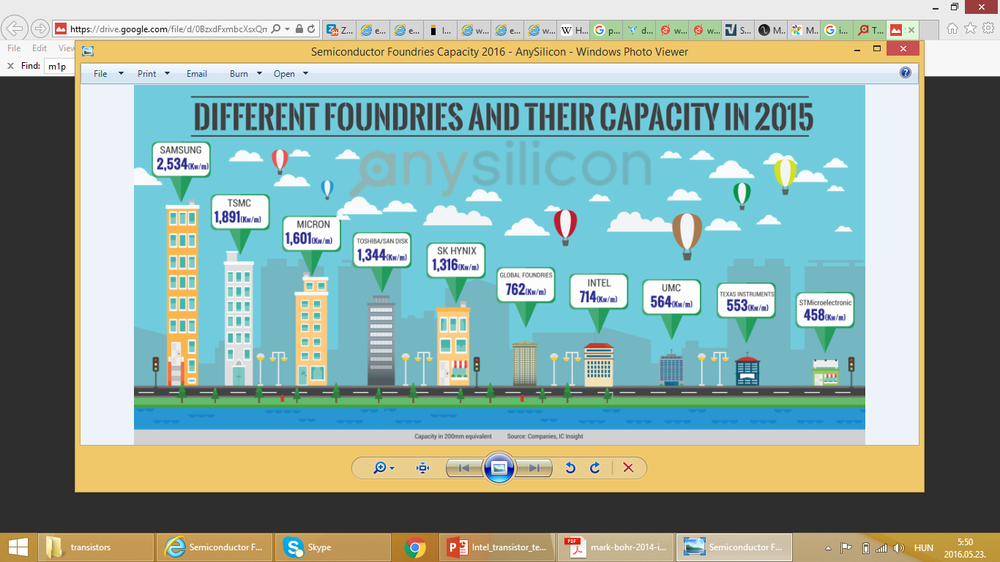 https://drive.google.com/file/d/0BzxdFxmbcXsxQn
Z...
e...
e...
I...
w...
e...
w...
H...
p...
d...
w...
w...
S...
M...
M...
i...
T...
S
File Edit View
Find: m1p
Semiconductor Foundries Capacity 2016 - AnySilicon - Windows Photo Viewer
File Print Email Burn Open
DIFFERENT FOUNDRIES AND THEIR CAPACITY IN 2015
anysilicon
SAMSUNG
2,534(Kw/m)
TSMC
1,891(Kw/m)
MICRON
1,601(Kw/m)
TOSHIBA/SAN DISK
1,344(Kw/m)
SK HYNIX
1,316(Kw/m)
GLOBAL FOUNDRIES
762(Kw/m)
INTEL
714(Kw/m)
UMC
564(Kw/m)
TEXAS INSTRUMENTS
553(Kw/m)
STMicroelectronic
458(Kw/m)
Capacity in 200mm equivalent Source: Companies, IC Insight
transistors
Semiconductor F...
Skype
Intel_transistor_te...
mark-bohr-2014-i...
Semiconductor F...
HUN
5:50
2016.05.23.